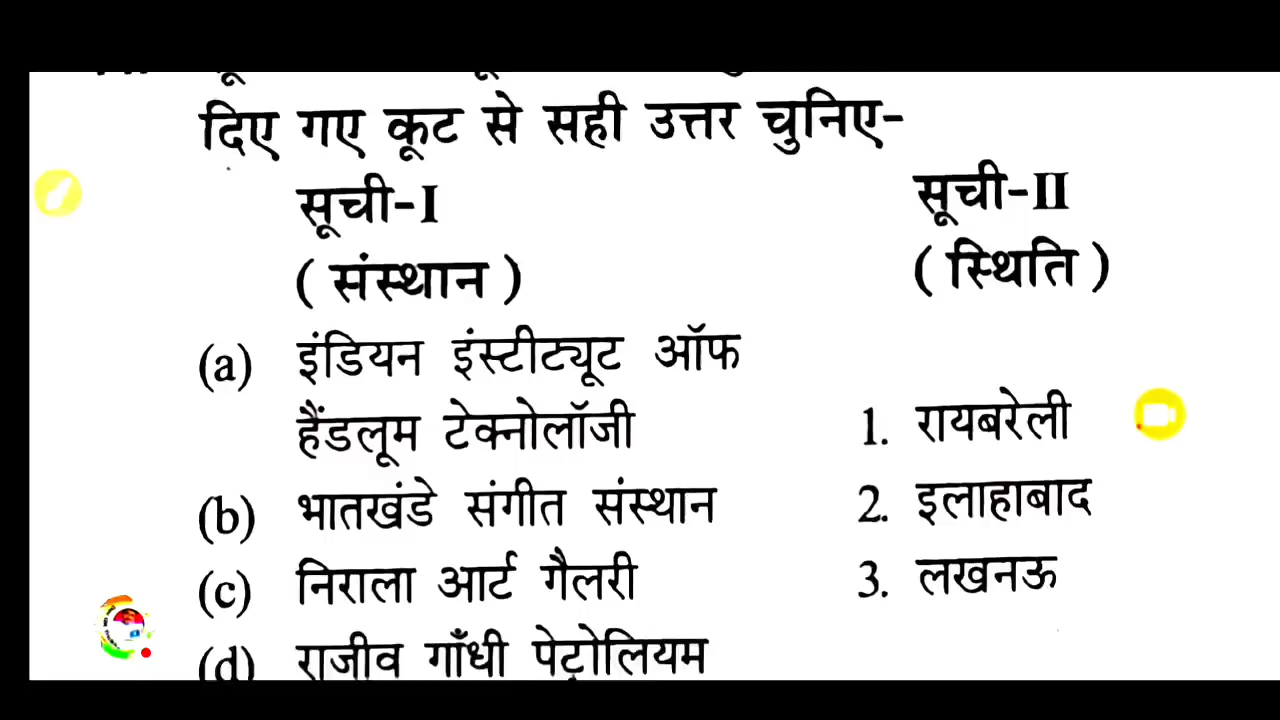 दिए गए कूट से सही उत्तर चुनिए-
सूची-I सूची-II
( संस्थान ) ( स्थिति )
(a) इंडियन इंस्टीट्यूट ऑफ
हैंडलूम टेक्नोलॉजी 1. रायबरेली
(b) भातखंडे संगीत संस्थान 2. इलाहाबाद
(c) निराला आर्ट गैलरी 3. लखनऊ
(d) राजीव गाँधी पेट्रोलियम